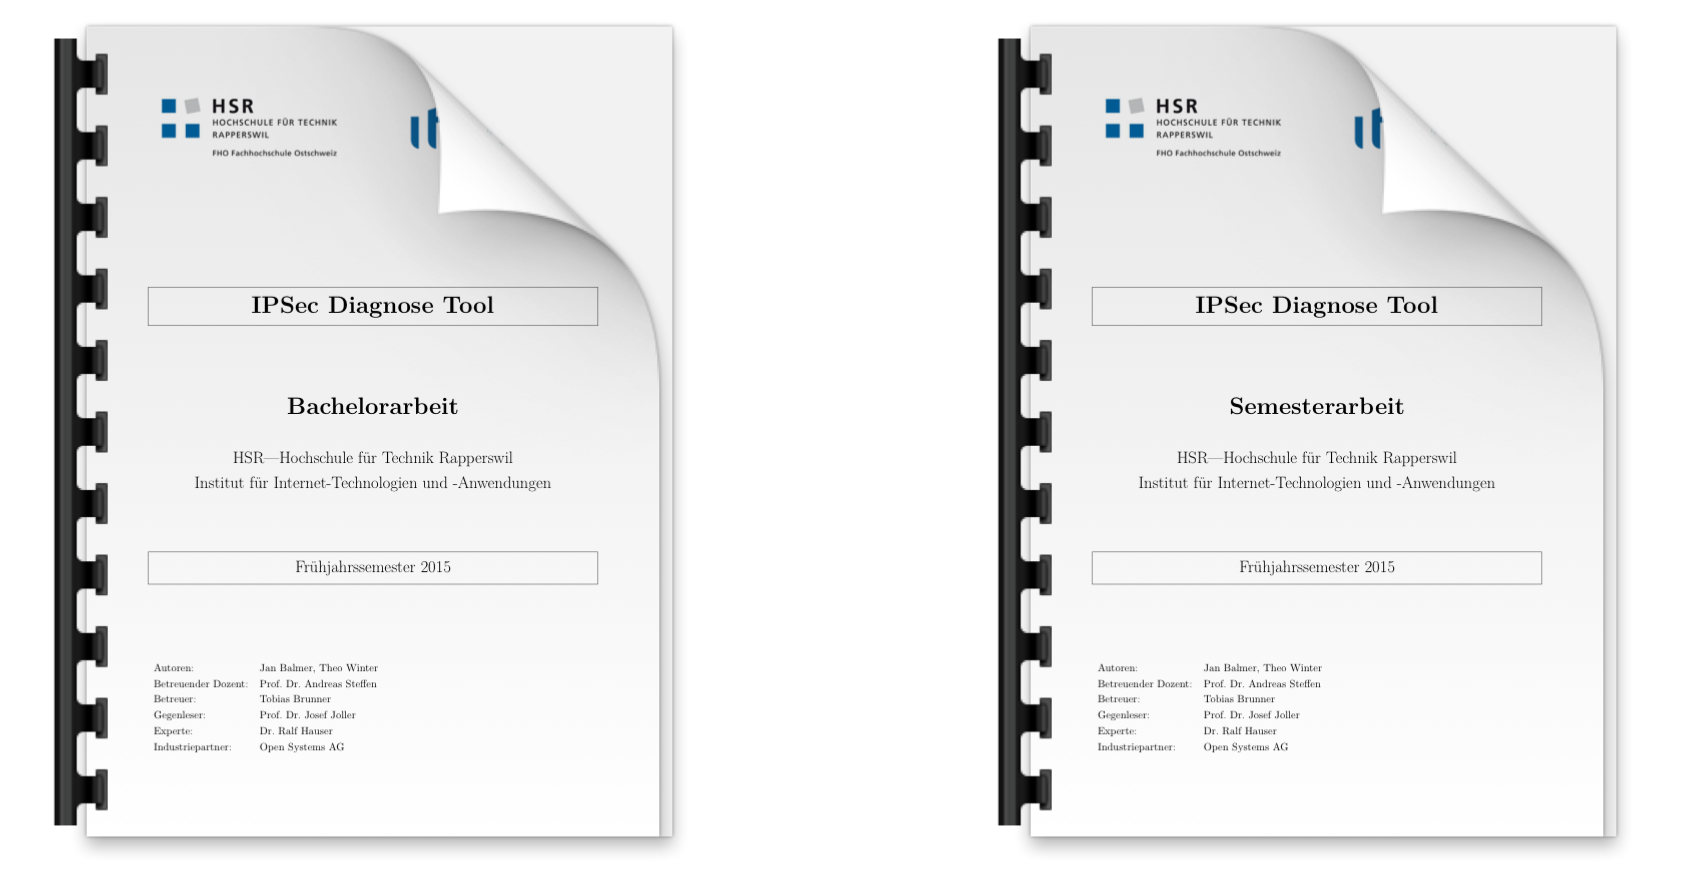 HSR
HOCHSCHULE FÜR TECHNIK
RAPPERSWIL
FHO Fachhochschule Ostschweiz
IPSec Diagnose Tool
Bachelorarbeit
HSR—Hochschule für Technik Rapperswil
Institut für Internet-Technologien und -Anwendungen
Frühjahrssemester 2015
Autoren: Jan Balmer, Theo Winter
Betreuender Dozent: Prof. Dr. Andreas Steffen
Betreuer: Tobias Brunner
Gegenleser: Prof. Dr. Josef Joller
Experte: Dr. Ralf Hauser
Industriepartner: Open Systems AG
HSR
HOCHSCHULE FÜR TECHNIK
RAPPERSWIL
FHO Fachhochschule Ostschweiz
IPSec Diagnose Tool
Semesterarbeit
HSR—Hochschule für Technik Rapperswil
Institut für Internet-Technologien und -Anwendungen
Frühjahrssemester 2015
Autoren: Jan Balmer, Theo Winter
Betreuender Dozent: Prof. Dr. Andreas Steffen
Betreuer: Tobias Brunner
Gegenleser: Prof. Dr. Josef Joller
Experte: Dr. Ralf Hauser
Industriepartner: Open Systems AG